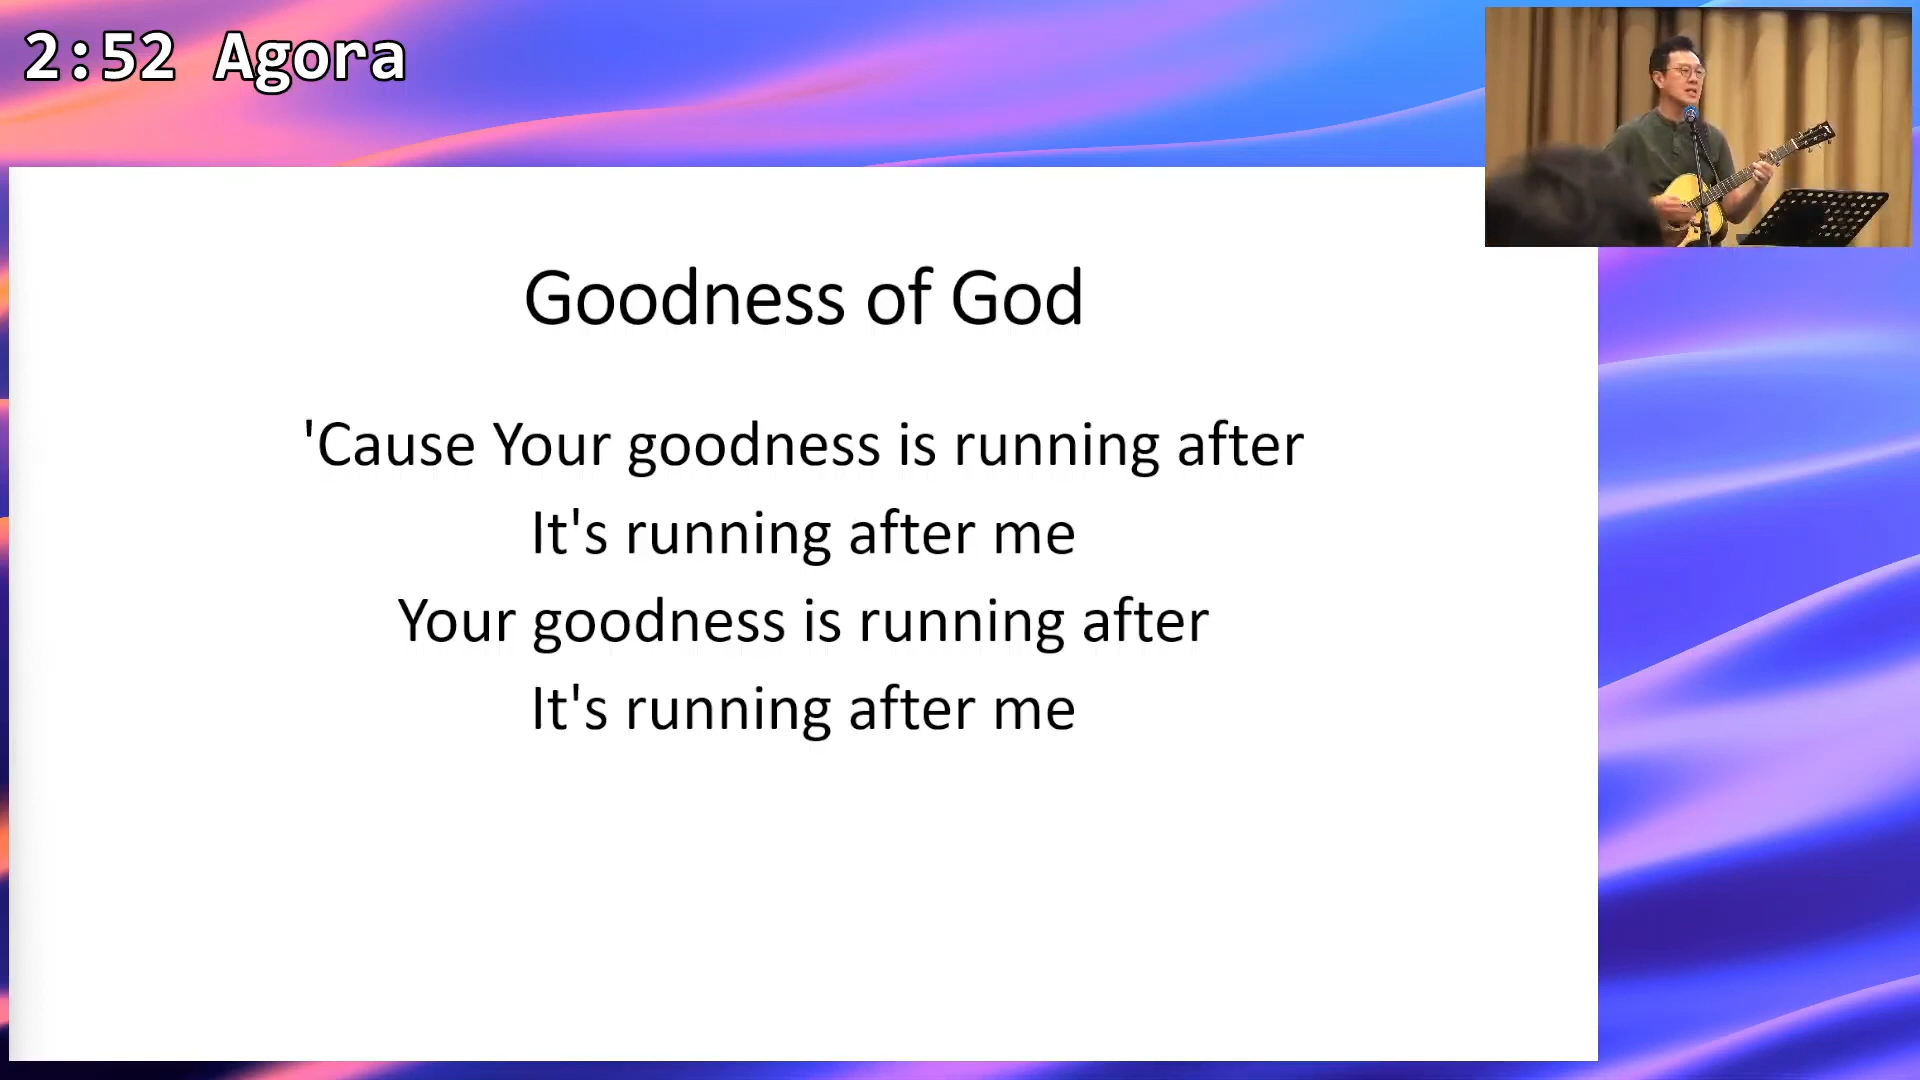 2:52 Agora
Goodness of God
'Cause Your goodness is running after
It's running after me
Your goodness is running after
It's running after me